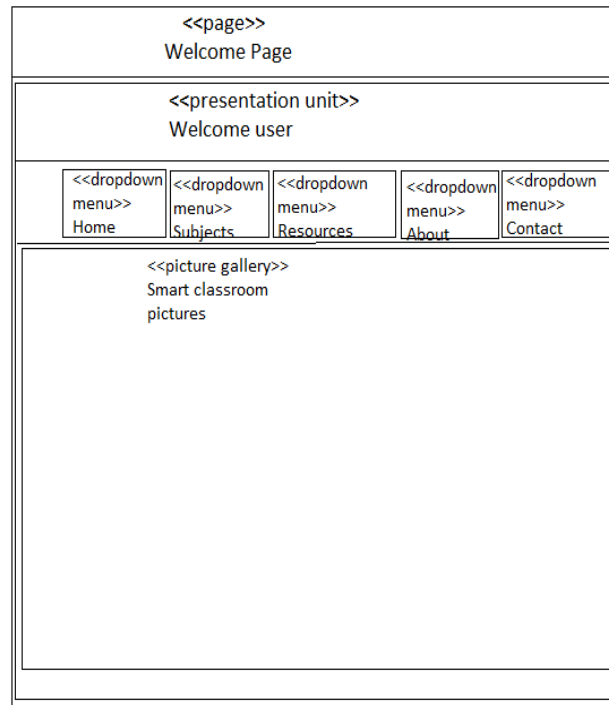 <<page>>
Welcome Page
<<presentation unit>>
Welcome user
<<dropdown
menu>>
Home
<<dropdown
menu>>
Subjects
<<dropdown
menu>>
Resources
<<dropdown
menu>>
About
<<dropdown
menu>>
Contact
<<picture gallery>>
Smart classroom
pictures